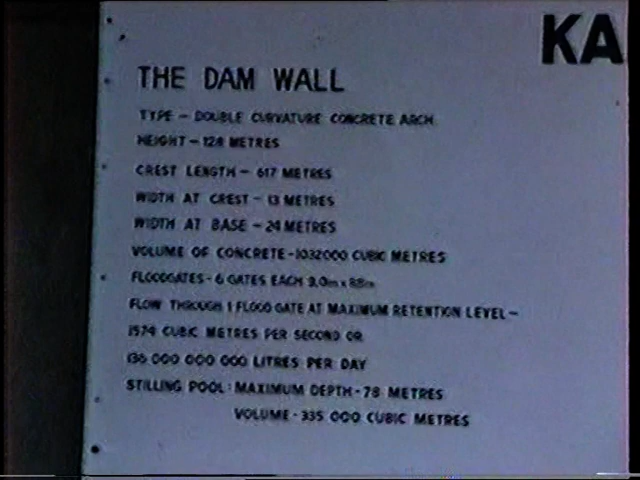 KA
THE DAM WALL
TYPE - DOUBLE CURVATURE CONCRETE ARCH
HEIGHT - 128 METRES
CREST LENGTH - 617 METRES
WIDTH AT CREST - 13 METRES
WIDTH AT BASE - 24 METRES
VOLUME OF CONCRETE - 1032000 CUBIC METRES
FLOODGATES - 6 GATES EACH 9.0m x 8.8m
FLOW THROUGH 1 FLOOD GATE AT MAXIMUM RETENTION LEVEL -
1574 CUBIC METRES PER SECOND OR
136 000 000 000 LITRES PER DAY
STILLING POOL : MAXIMUM DEPTH - 78 METRES
VOLUME - 335 000 CUBIC METRES